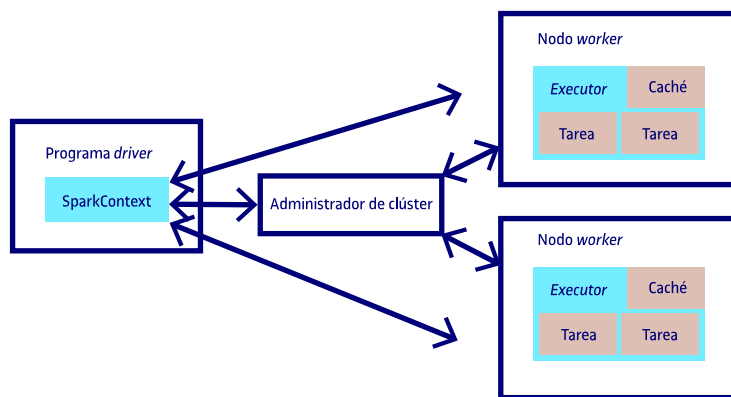 Programa driver
SparkContext
Administrador de clúster
Nodo worker
Executor
Caché
Tarea
Tarea
Nodo worker
Executor
Caché
Tarea
Tarea